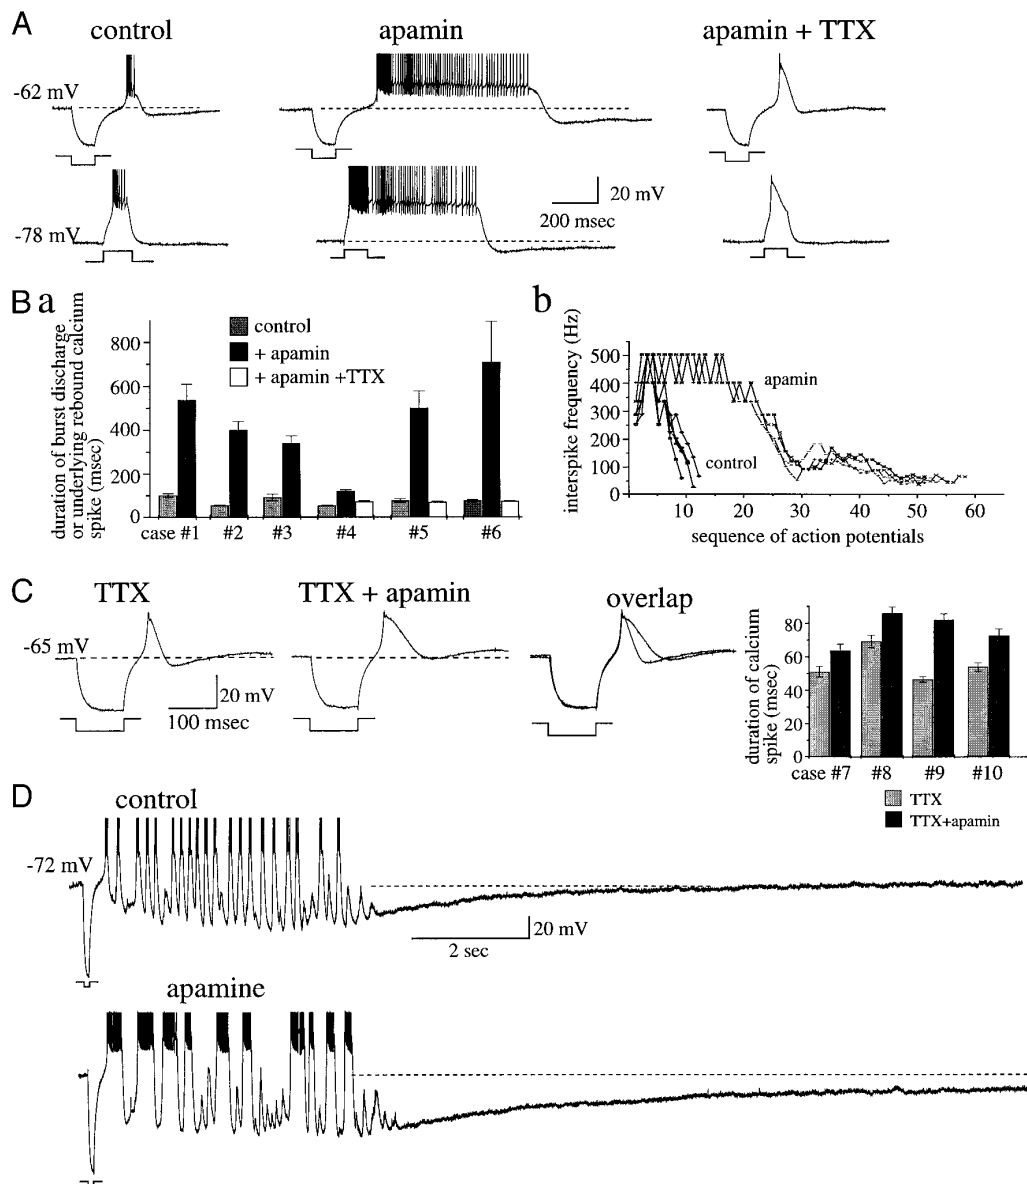 A
control
apamin
apamin + TTX
-62 mV
20 mV
200 msec
-78 mV
B a
duration of burst discharge
or underlying rebound calcium
spike (msec)
800
600
400
200
0
control
+ apamin
+ apamin +TTX
case #1
#2
#3
#4
#5
#6
b
interspike frequency (Hz)
500
400
300
200
100
0
apamin
control
10
20
30
40
50
60
sequence of action potentials
C
TTX
TTX + apamin
overlap
-65 mV
20 mV
100 msec
duration of calcium
spike (msec)
80
60
40
20
0
case #7
#8
#9
#10
TTX
TTX+apamin
D
control
-72 mV
20 mV
2 sec
apamine